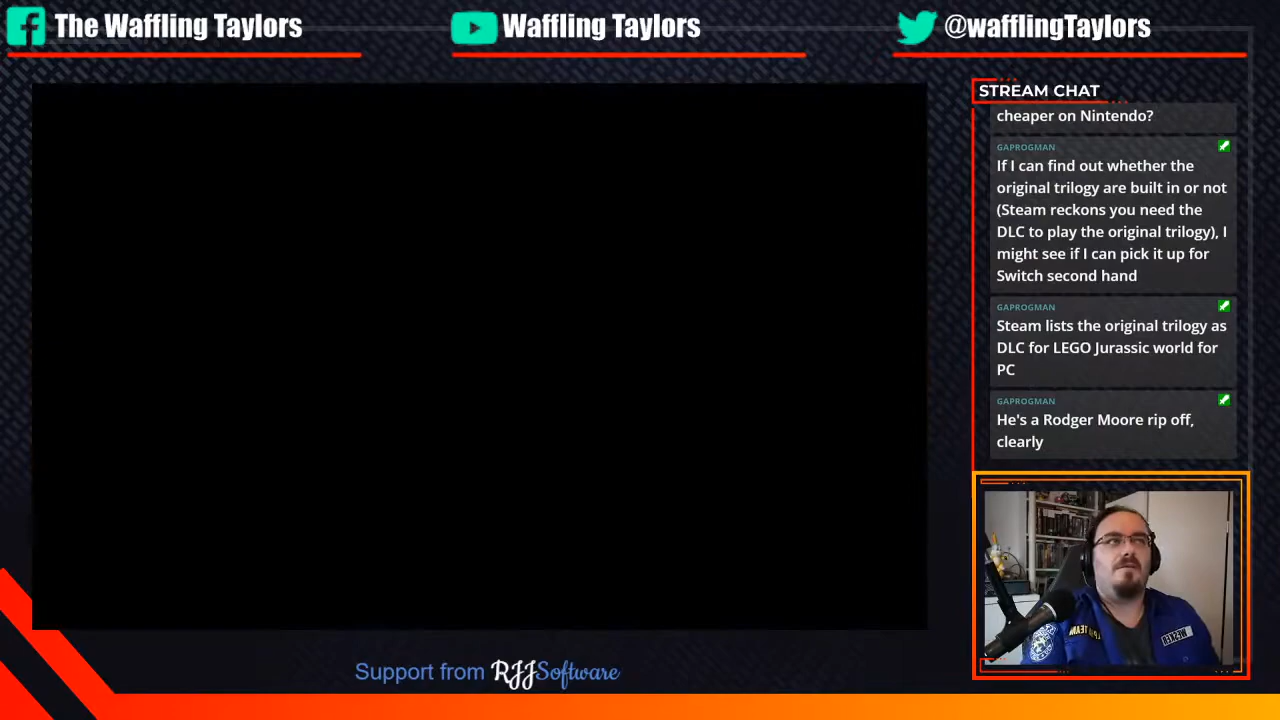 The Waffling Taylors
Waffling Taylors
@wafflingTaylors
STREAM CHAT
cheaper on Nintendo?
GAPROGMAN
If I can find out whether the
original trilogy are built in or not
(Steam reckons you need the
DLC to play the original trilogy), I
might see if I can pick it up for
Switch second hand
GAPROGMAN
Steam lists the original trilogy as
DLC for LEGO Jurassic world for
PC
GAPROGMAN
He's a Rodger Moore rip off,
clearly
WESKER
Support from RJJ Software